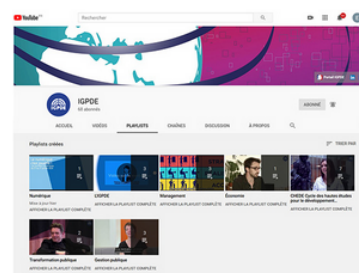 YouTube
Rechercher
IGPDE
ABONNÉ
ACCUEIL VIDÉOS PLAYLISTS CHAÎNES DISCUSSION À PROPOS
Playlists créées
TRIER PAR
Numérique
AFFICHER LA PLAYLIST COMPLÈTE
L'IGPDE
AFFICHER LA PLAYLIST COMPLÈTE
Management
AFFICHER LA PLAYLIST COMPLÈTE
Économie
AFFICHER LA PLAYLIST COMPLÈTE
CHEDE Cycle des hautes études
pour le développement...
AFFICHER LA PLAYLIST COMPLÈTE
Transformation publique
AFFICHER LA PLAYLIST COMPLÈTE
Gestion publique
AFFICHER LA PLAYLIST COMPLÈTE